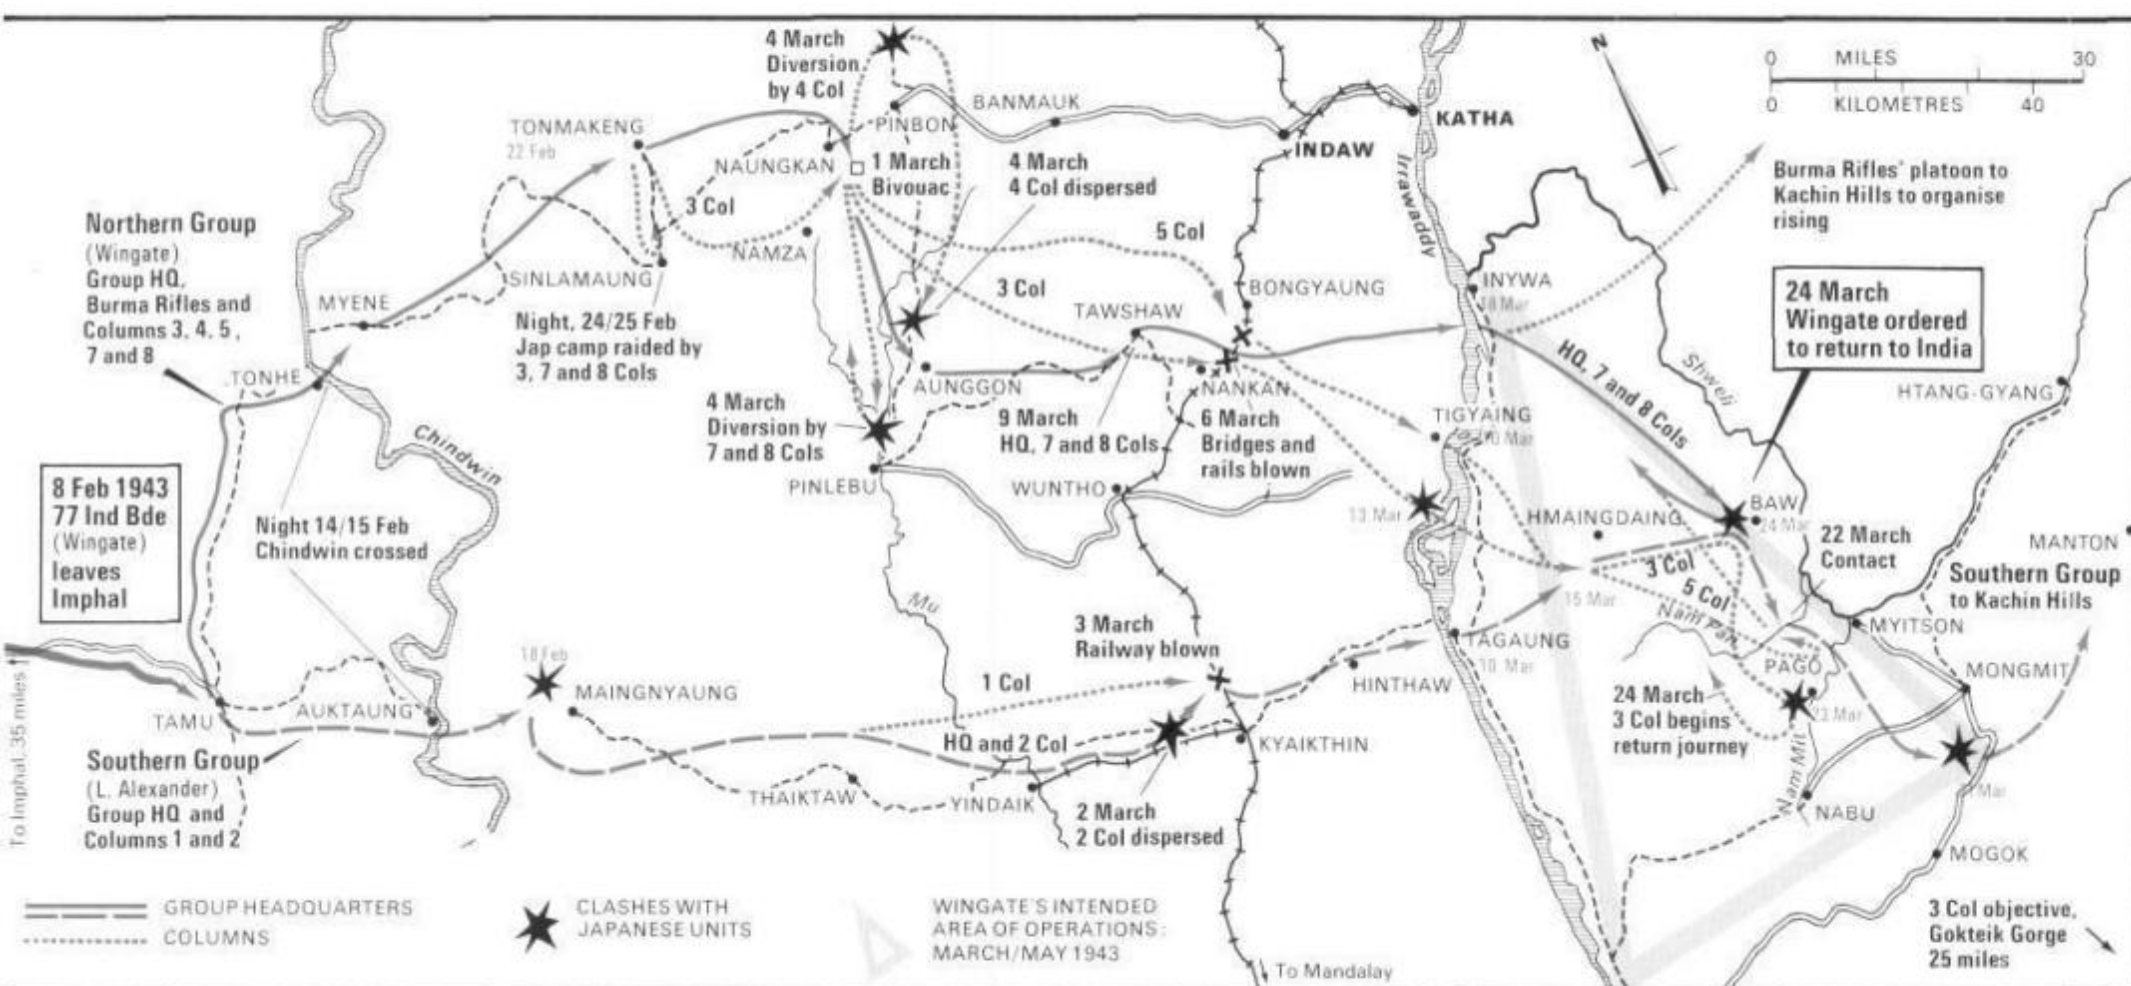 4 March
Diversion
by 4 Col
BANMAUK
PINBON
KATHA
INDAW
N
0 MILES 30
0 KILOMETRES 40
TONMAKENG
22 Feb
NAUNGKAN
1 March
Bivouac
4 March
4 Col dispersed
Irrawaddy
Burma Rifles' platoon to
Kachin Hills to organise
rising
Northern Group
(Wingate)
Group HQ,
Burma Rifles and
Columns 3, 4, 5,
7 and 8
3 Col
NAMZA
5 Col
SINLAMAUNG
MYENE
3 Col
BONGYAUNG
TAWSHAW
INYWA
18 Mar
24 March
Wingate ordered
to return to India
Night, 24/25 Feb
Jap camp raided by
3, 7 and 8 Cols
TONHE
AUNGGON
NANKAN
HQ, 7 and 8 Cols
Shweli
HTANG-GYANG
Chindwin
4 March
Diversion by
7 and 8 Cols
9 March
HQ, 7 and 8 Cols
6 March
Bridges and
rails blown
TIGYAING
10 Mar
8 Feb 1943
77 Ind Bde
(Wingate)
leaves
Imphal
PINLEBU
WUNTHO
Night 14/15 Feb
Chindwin crossed
13 Mar
HMAINGDAING
BAW
24 Mar
22 March
Contact
MANTON
Southern Group
to Kachin Hills
3 Col
5 Col
15 Mar
Mu
3 March
Railway blown
TAGAUNG
10 Mar
MYITSON
18 Feb
MAINGNYAUNG
1 Col
HINTHAW
PAGO
MONGMIT
To Imphal, 35 miles
TAMU
AUKTAUNG
24 March
3 Col begins
return journey
23 Mar
HQ and 2 Col
KYAIKTHIN
Southern Group
(L. Alexander)
Group HQ and
Columns 1 and 2
THAIKTAW
YINDAIK
Nam Mit
NABU
Mar
2 March
2 Col dispersed
MOGOK
GROUP HEADQUARTERS
COLUMNS
CLASHES WITH
JAPANESE UNITS
WINGATE'S INTENDED
AREA OF OPERATIONS:
MARCH/MAY 1943
To Mandalay
3 Col objective,
Gokteik Gorge
25 miles